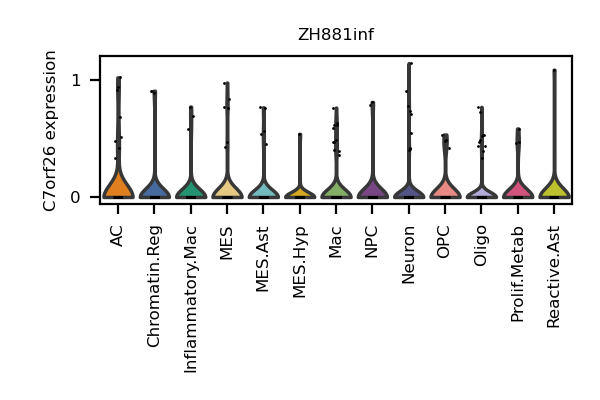 ZH881inf
C7orf26 expression
1
0
AC
Chromatin.Reg
Inflammatory.Mac
MES
MES.Ast
MES.Hyp
Mac
NPC
Neuron
OPC
Oligo
Prolif.Metab
Reactive.Ast